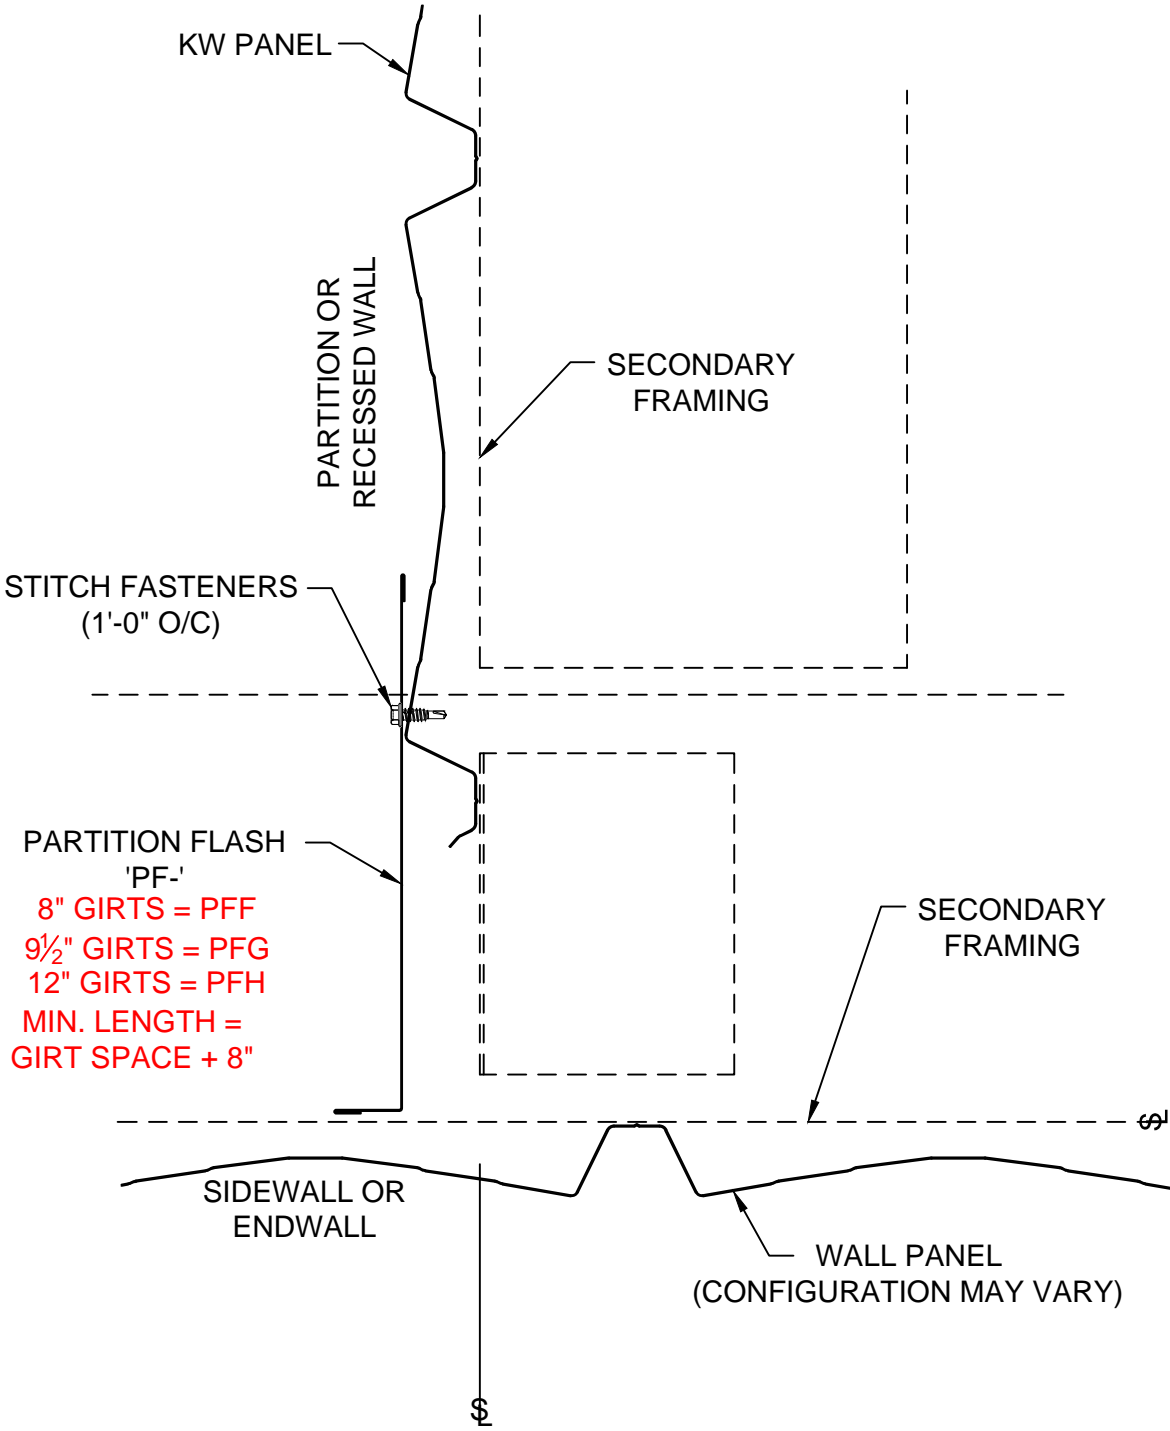 KW PANEL
PARTITION OR
RECESSED WALL
SECONDARY
FRAMING
STITCH FASTENERS
(1'-0" O/C)
PARTITION FLASH
'PF-'
8" GIRTS = PFF
9½" GIRTS = PFG
12" GIRTS = PFH
MIN. LENGTH =
GIRT SPACE + 8"
SECONDARY
FRAMING
SIDEWALL OR
ENDWALL
WALL PANEL
(CONFIGURATION MAY VARY)